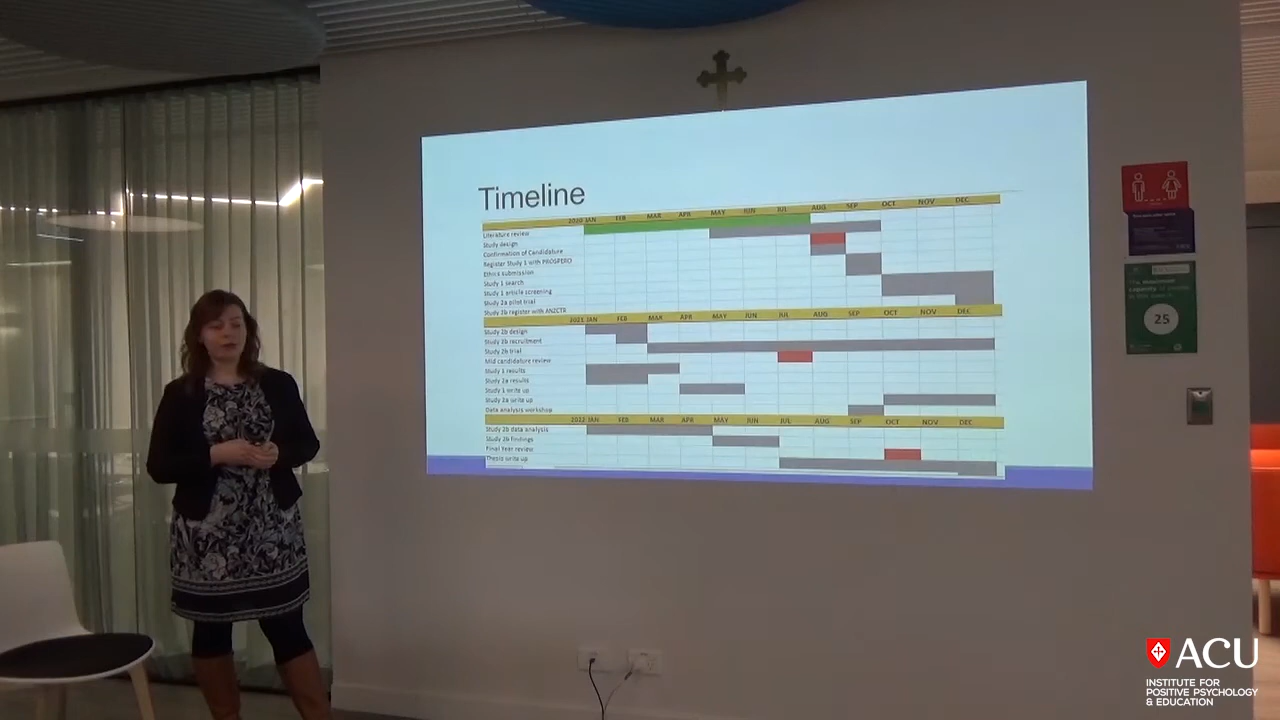 Timeline
2020 JAN FEB MAR APR MAY JUN JUL AUG SEP OCT NOV DEC
Literature review
Study design
Confirmation of Candidature
Register Study 1 with PROSPERO
Ethics submission
Study 1 search
Study 1 article screening
Study 2a pilot trial
Study 2b register with ANZCTR
2021 JAN FEB MAR APR MAY JUN JUL AUG SEP OCT NOV DEC
Study 2b design
Study 2b recruitment
Study 2b trial
Mid candidature review
Study 1 results
Study 2a results
Study 1 write up
Study 2a write up
Data analysis workshop
2022 JAN FEB MAR APR MAY JUN JUL AUG SEP OCT NOV DEC
Study 2b data analysis
Study 2b findings
Final Year review
Thesis write up
25
ACU
INSTITUTE FOR
POSITIVE PSYCHOLOGY
& EDUCATION